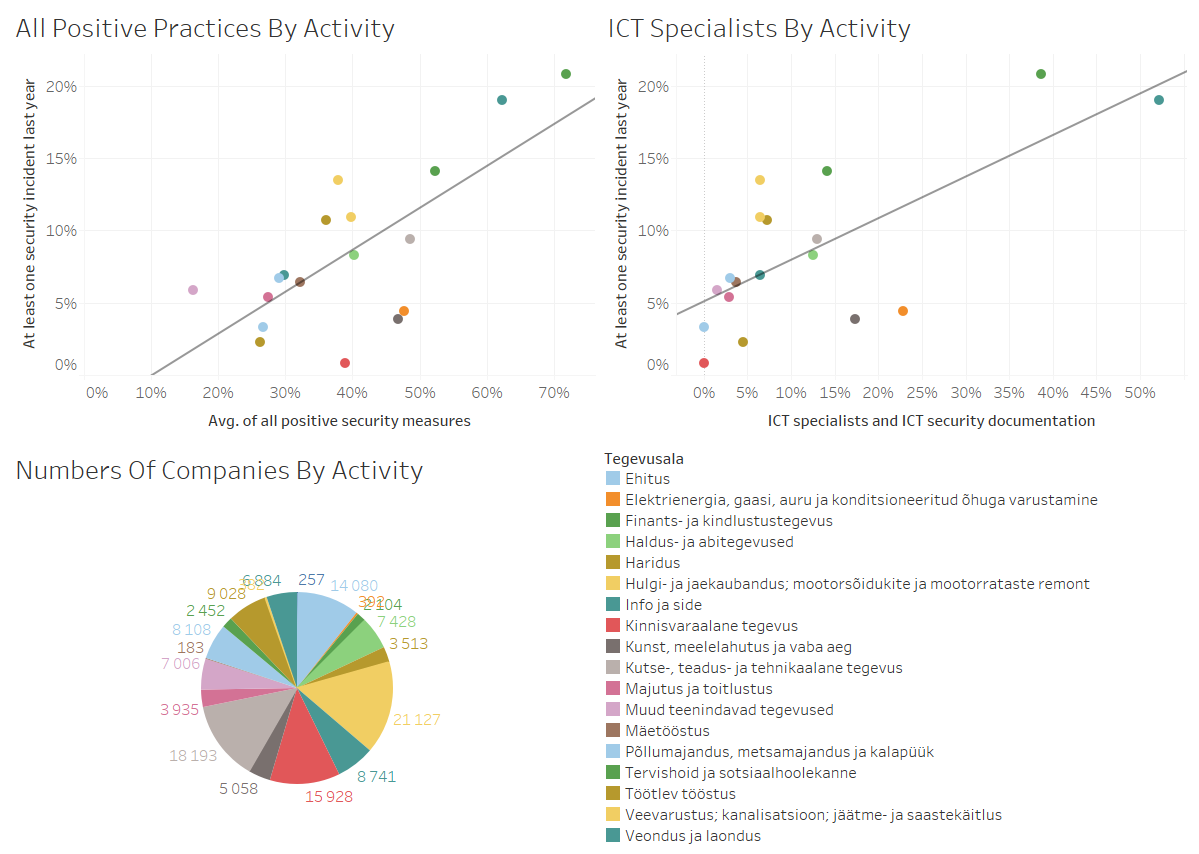 All Positive Practices By Activity
At least one security incident last year
20%
15%
10%
5%
0%
0% 10% 20% 30% 40% 50% 60% 70%
Avg. of all positive security measures
ICT Specialists By Activity
At least one security incident last year
20%
15%
10%
5%
0%
0% 5% 10% 15% 20% 25% 30% 35% 40% 45% 50%
ICT specialists and ICT security documentation
Numbers Of Companies By Activity
6 884
257
14 080
392
2 104
7 428
3 513
21 127
8 741
15 928
5 058
18 193
3 935
7 006
183
8 108
2 452
9 028
Tegevusala
Ehitus
Elektrienergia, gaasi, auru ja konditsioneeritud õhuga varustamine
Finants- ja kindlustustegevus
Haldus- ja abitegevused
Haridus
Hulgi- ja jaekaubandus; mootorsõidukite ja mootorrataste remont
Info ja side
Kinnisvaraalane tegevus
Kunst, meelelahutus ja vaba aeg
Kutse-, teadus- ja tehnikaalane tegevus
Majutus ja toitlustus
Muud teenindavad tegevused
Mäetööstus
Põllumajandus, metsamajandus ja kalapüük
Tervishoid ja sotsiaalhoolekanne
Töötlev tööstus
Veevarustus; kanalisatsioon; jäätme- ja saastekäitlus
Veondus ja laondus